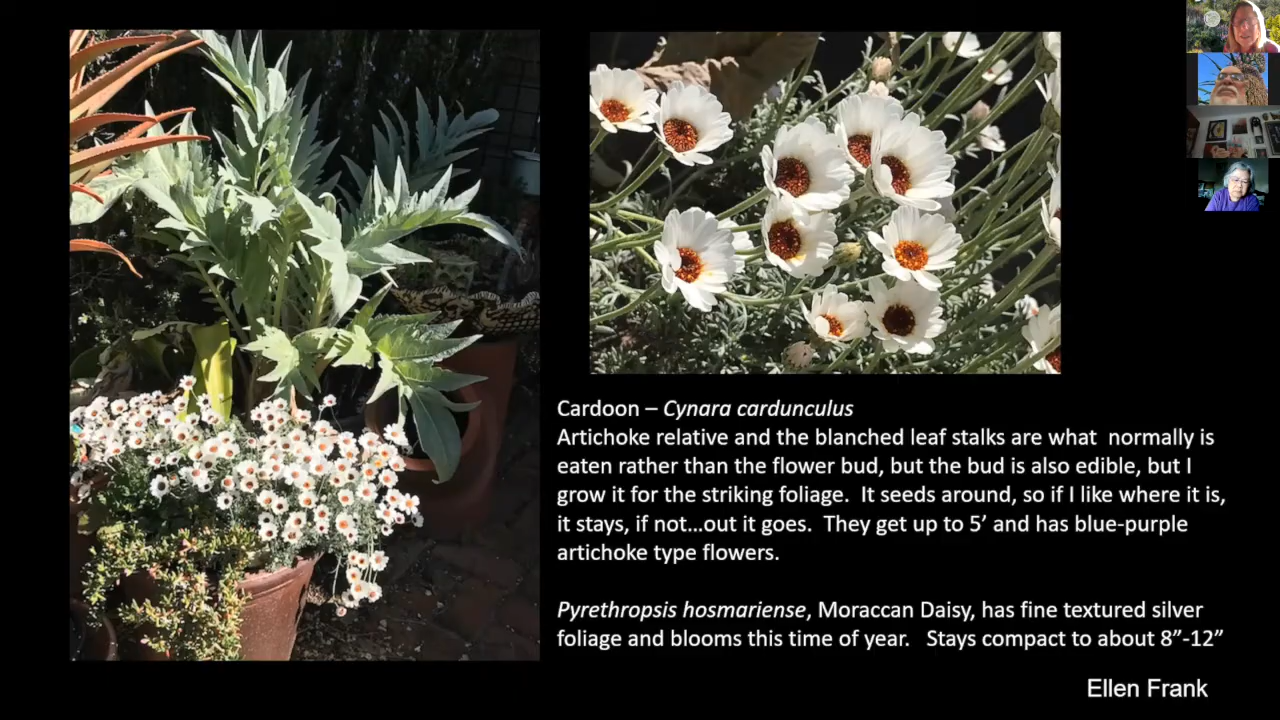 Cardoon – Cynara cardunculus
Artichoke relative and the blanched leaf stalks are what normally is
eaten rather than the flower bud, but the bud is also edible, but I
grow it for the striking foliage. It seeds around, so if I like where it is,
it stays, if not…out it goes. They get up to 5’ and has blue-purple
artichoke type flowers.
Pyrethropsis hosmariense, Moraccan Daisy, has fine textured silver
foliage and blooms this time of year. Stays compact to about 8”-12”
Ellen Frank